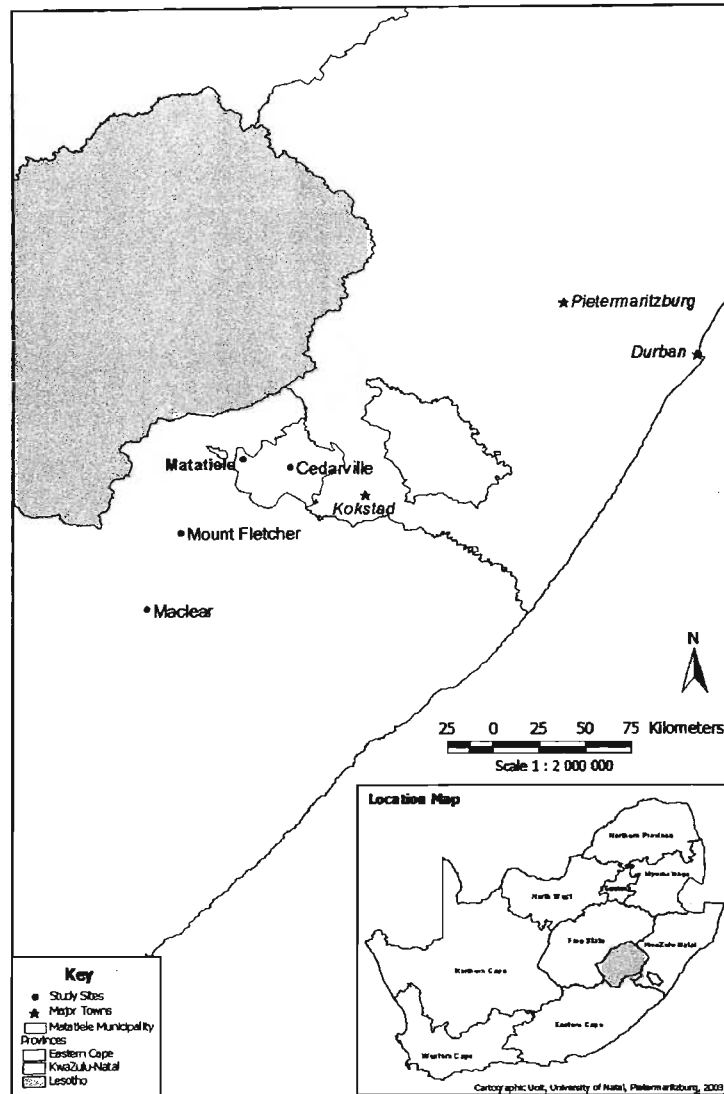 Pietermaritzburg
Durban
Matatiele
Cedarville
Kokstad
Mount Fletcher
Maclear
N
25 0 25 50 75 Kilometers
Scale 1 : 2 000 000
Location Map
Northern Province
North West
Free State
KwaZulu-Natal
Northern Cape
Eastern Cape
Western Cape
Key
Study Sites
Major Towns
Matatiele Municipality
Provinces
Eastern Cape
KwaZulu-Natal
Lesotho
Cartographic Unit, University of Natal, Pietermaritzburg, 2003